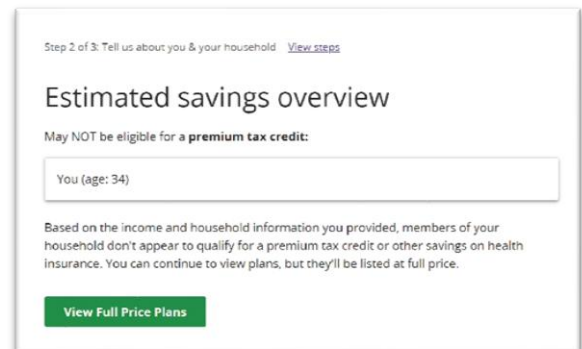 Step 2 of 3: Tell us about you & your household View steps
Estimated savings overview
May NOT be eligible for a premium tax credit:
You (age: 34)
Based on the income and household information you provided, members of your
household don't appear to qualify for a premium tax credit or other savings on health
insurance. You can continue to view plans, but they'll be listed at full price.
View Full Price Plans